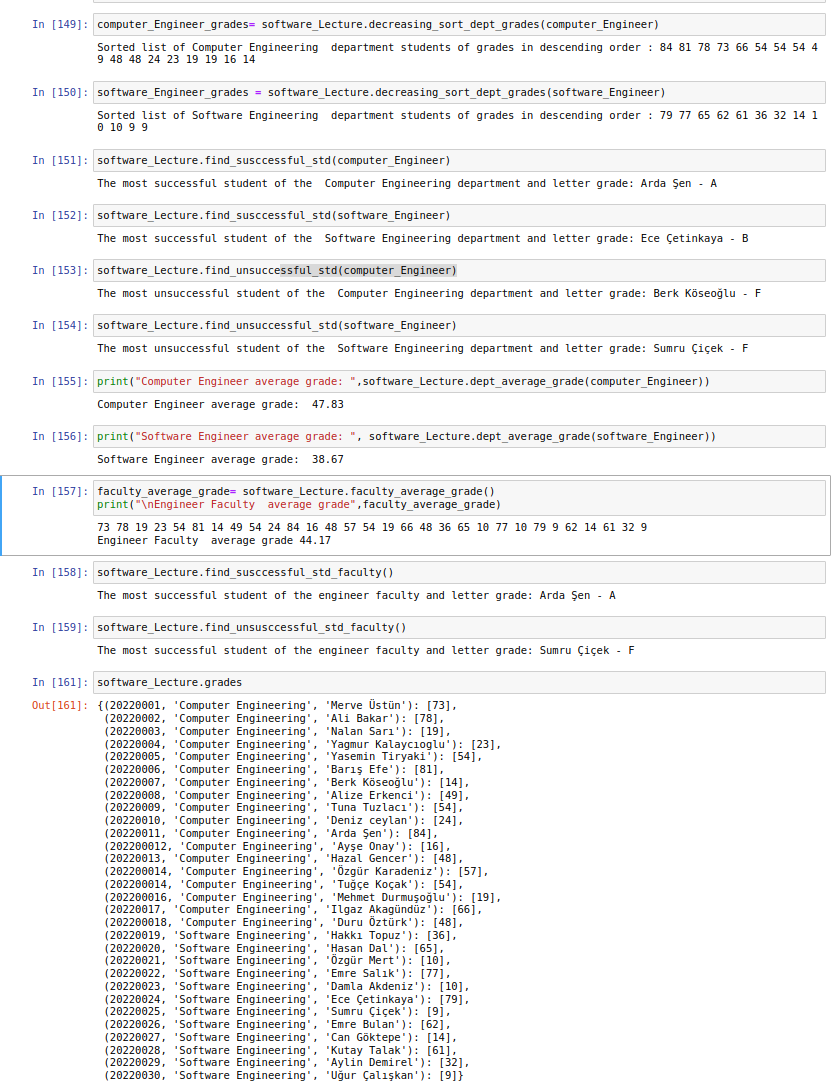 In [149]: computer_Engineer_grades= software_Lecture.decreasing_sort_dept_grades(computer_Engineer)
Sorted list of Computer Engineering  department students of grades in descending order : 84 81 78 73 66 54 54 54 4
9 48 48 24 23 19 19 16 14
In [150]: software_Engineer_grades = software_Lecture.decreasing_sort_dept_grades(software_Engineer)
Sorted list of Software Engineering  department students of grades in descending order : 79 77 65 62 61 36 32 14 1
0 10 9 9
In [151]: software_Lecture.find_susccessful_std(computer_Engineer)
The most successful student of the  Computer Engineering department and letter grade: Arda Şen - A
In [152]: software_Lecture.find_susccessful_std(software_Engineer)
The most successful student of the  Software Engineering department and letter grade: Ece Çetinkaya - B
In [153]: software_Lecture.find_unsuccessful_std(computer_Engineer)
The most unsuccessful student of the  Computer Engineering department and letter grade: Berk Köseoğlu - F
In [154]: software_Lecture.find_unsuccessful_std(software_Engineer)
The most unsuccessful student of the  Software Engineering department and letter grade: Sumru Çiçek - F
In [155]: print("Computer Engineer average grade: ",software_Lecture.dept_average_grade(computer_Engineer))
Computer Engineer average grade:  47.83
In [156]: print("Software Engineer average grade: ", software_Lecture.dept_average_grade(software_Engineer))
Software Engineer average grade:  38.67
In [157]: faculty_average_grade= software_Lecture.faculty_average_grade()
print("\nEngineer Faculty  average grade",faculty_average_grade)
73 78 19 23 54 81 14 49 54 24 84 16 48 57 54 19 66 48 36 65 10 77 10 79 9 62 14 61 32 9
Engineer Faculty  average grade 44.17
In [158]: software_Lecture.find_susccessful_std_faculty()
The most successful student of the engineer faculty and letter grade: Arda Şen - A
In [159]: software_Lecture.find_unsusccessful_std_faculty()
The most successful student of the engineer faculty and letter grade: Sumru Çiçek - F
In [161]: software_Lecture.grades
Out[161]: {(20220001, 'Computer Engineering', 'Merve Üstün'): [73],
(20220002, 'Computer Engineering', 'Ali Bakar'): [78],
(20220003, 'Computer Engineering', 'Nalan Sarı'): [19],
(20220004, 'Computer Engineering', 'Yagmur Kalaycıoglu'): [23],
(20220005, 'Computer Engineering', 'Yasemin Tiryaki'): [54],
(20220006, 'Computer Engineering', 'Barış Efe'): [81],
(20220007, 'Computer Engineering', 'Berk Köseoğlu'): [14],
(20220008, 'Computer Engineering', 'Alize Erkenci'): [49],
(20220009, 'Computer Engineering', 'Tuna Tuzlacı'): [54],
(20220010, 'Computer Engineering', 'Deniz ceylan'): [24],
(20220011, 'Computer Engineering', 'Arda Şen'): [84],
(202200012, 'Computer Engineering', 'Ayşe Onay'): [16],
(20220013, 'Computer Engineering', 'Hazal Gencer'): [48],
(202200014, 'Computer Engineering', 'Özgür Karadeniz'): [57],
(202200014, 'Computer Engineering', 'Tuğçe Koçak'): [54],
(202200016, 'Computer Engineering', 'Mehmet Durmuşoğlu'): [19],
(20220017, 'Computer Engineering', 'Ilgaz Akagündüz'): [66],
(202200018, 'Computer Engineering', 'Duru Öztürk'): [48],
(20220019, 'Software Engineering', 'Hakkı Topuz'): [36],
(20220020, 'Software Engineering', 'Hasan Dal'): [65],
(20220021, 'Software Engineering', 'Özgür Mert'): [10],
(20220022, 'Software Engineering', 'Emre Salık'): [77],
(20220023, 'Software Engineering', 'Damla Akdeniz'): [10],
(20220024, 'Software Engineering', 'Ece Çetinkaya'): [79],
(20220025, 'Software Engineering', 'Sumru Çiçek'): [9],
(20220026, 'Software Engineering', 'Emre Bulan'): [62],
(20220027, 'Software Engineering', 'Can Göktepe'): [14],
(20220028, 'Software Engineering', 'Kutay Talak'): [61],
(20220029, 'Software Engineering', 'Aylin Demirel'): [32],
(20220030, 'Software Engineering', 'Uğur Çalışkan'): [9]}